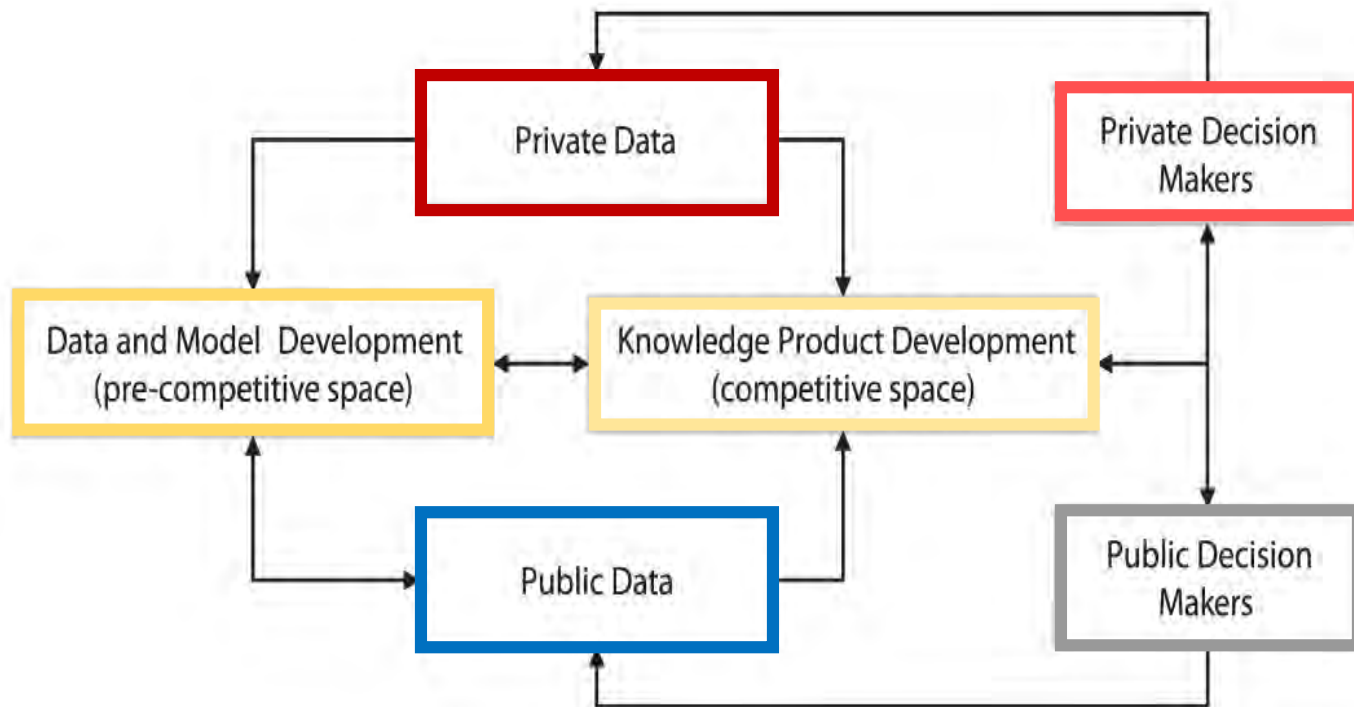 Private Data
Private Decision
Makers
Data and Model  Development
(pre-competitive space)
Knowledge Product Development
(competitive space)
Public Data
Public Decision
Makers